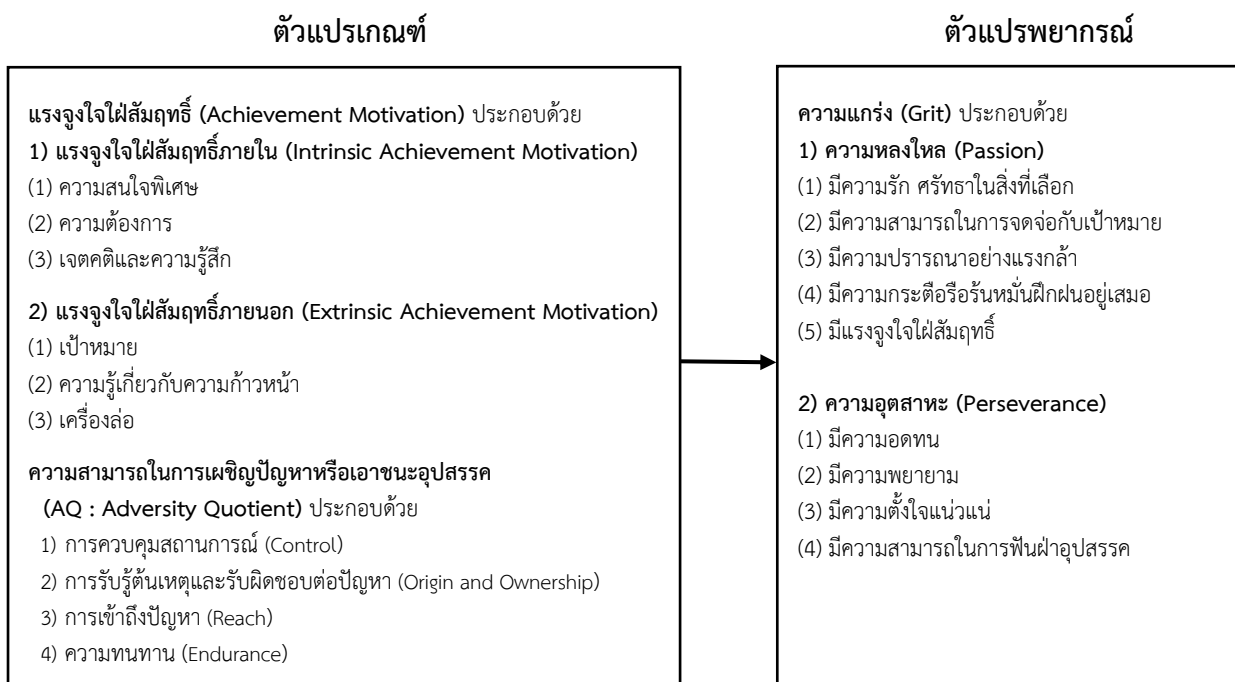 ตัวแปรเกณฑ์
แรงจูงใจใฝ่สัมฤทธิ์ (Achievement Motivation) ประกอบด้วย
1) แรงจูงใจใฝ่สัมฤทธิ์ภายใน (Intrinsic Achievement Motivation)
(1) ความสนใจพิเศษ
(2) ความต้องการ
(3) เจตคติและความรู้สึก
2) แรงจูงใจใฝ่สัมฤทธิ์ภายนอก (Extrinsic Achievement Motivation)
(1) เป้าหมาย
(2) ความรู้เกี่ยวกับความก้าวหน้า
(3) เครื่องล่อ
ความสามารถในการเผชิญปัญหาหรือเอาชนะอุปสรรค
(AQ : Adversity Quotient) ประกอบด้วย
1) การควบคุมสถานการณ์ (Control)
2) การรับรู้ต้นเหตุและรับผิดชอบต่อปัญหา (Origin and Ownership)
3) การเข้าถึงปัญหา (Reach)
4) ความทนทาน (Endurance)
ตัวแปรพยากรณ์
ความแกร่ง (Grit) ประกอบด้วย
1) ความหลงใหล (Passion)
(1) มีความรัก ศรัทธาในสิ่งที่เลือก
(2) มีความสามารถในการจดจ่อกับเป้าหมาย
(3) มีความปรารถนาอย่างแรงกล้า
(4) มีความกระตือรือร้นหมั่นฝึกฝนอยู่เสมอ
(5) มีแรงจูงใจใฝ่สัมฤทธิ์
2) ความอุตสาหะ (Perseverance)
(1) มีความอดทน
(2) มีความพยายาม
(3) มีความตั้งใจแน่วแน่
(4) มีความสามารถในการฟันฝ่าอุปสรรค